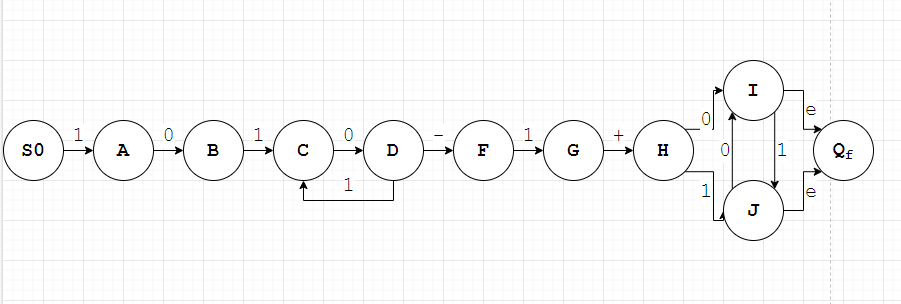 S0 1 A 0 B 1 C 0 D - F 1 G + H
1
0 I e
0 1
1 J e
Qf